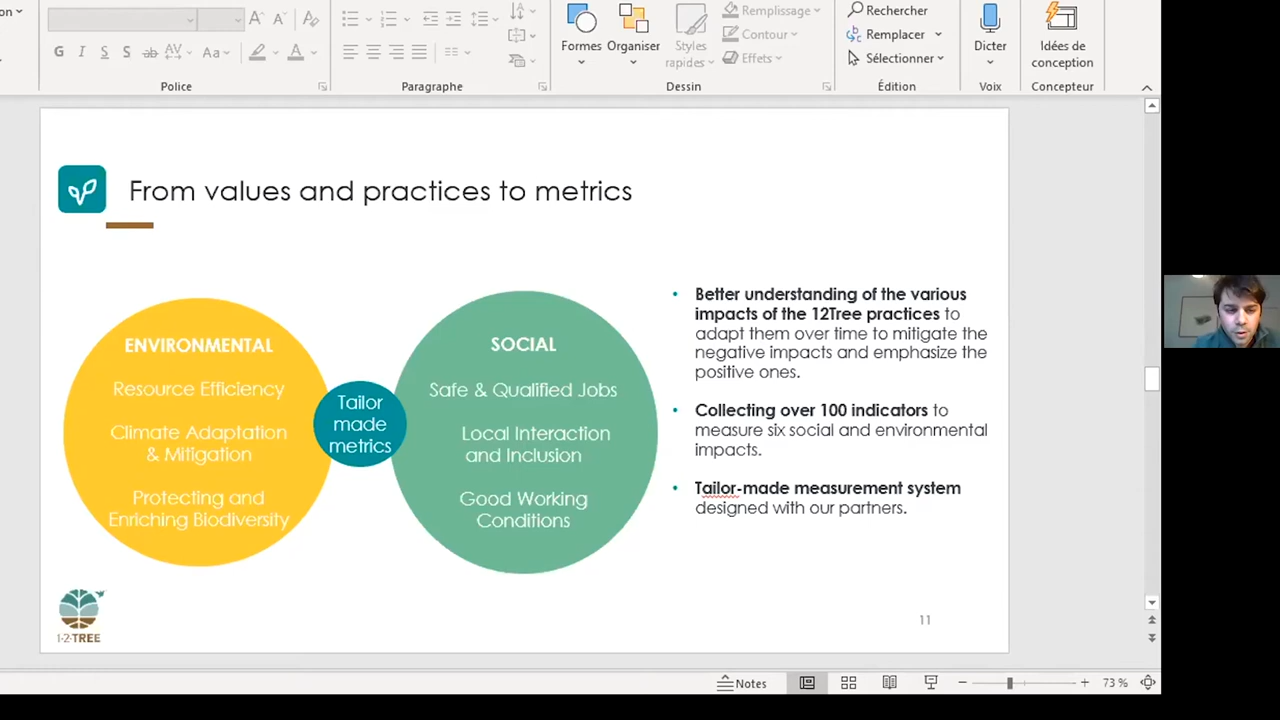 on
Remplissage
Rechercher
G I S S ab AV Aa A
Formes
Organiser
Styles
rapides
Contour
Remplacer
Dicter
Idées de
conception
Effets
Sélectionner
Police
Paragraphe
Dessin
Édition
Voix
Concepteur
From values and practices to metrics
ENVIRONMENTAL
Resource Efficiency
Climate Adaptation
& Mitigation
Protecting and
Enriching Biodiversity
Tailor
made
metrics
SOCIAL
Safe & Qualified Jobs
Local Interaction
and Inclusion
Good Working
Conditions
• Better understanding of the various
impacts of the 12Tree practices to
adapt them over time to mitigate the
negative impacts and emphasize the
positive ones.
• Collecting over 100 indicators to
measure six social and environmental
impacts.
• Tailor-made measurement system
designed with our partners.
1·2·TREE
11
Notes
73 %